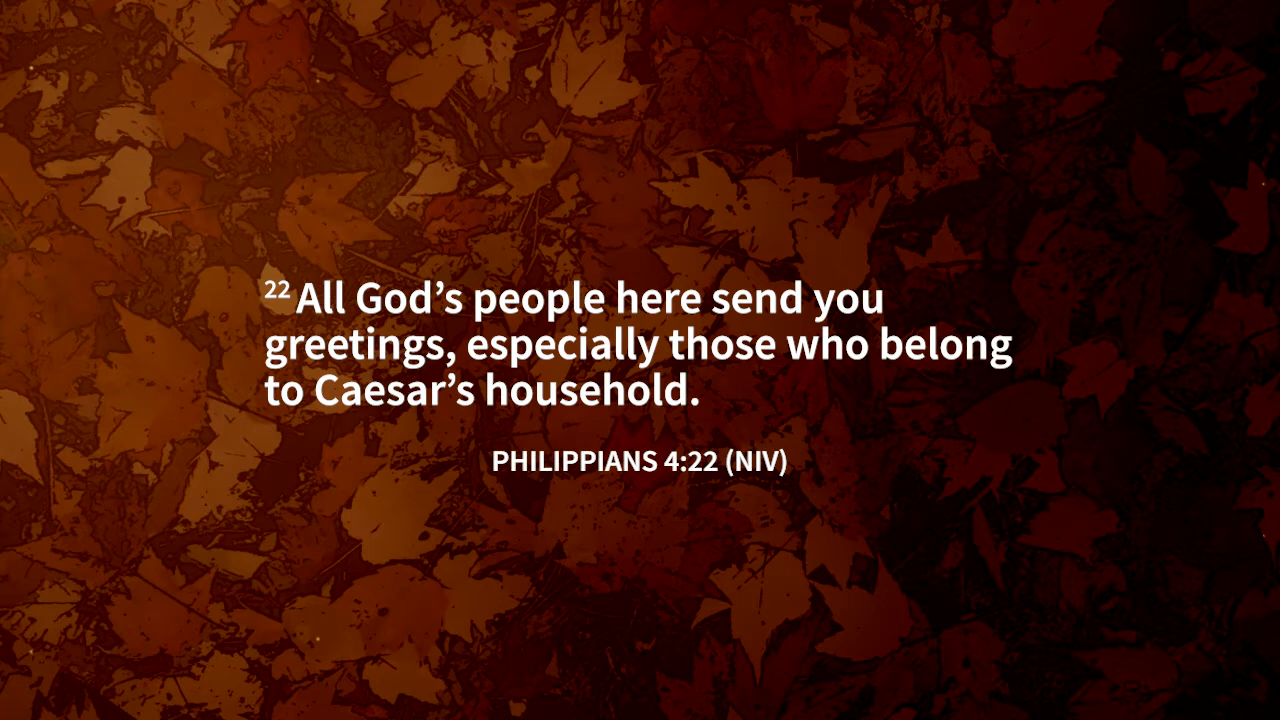 22 All God’s people here send you
greetings, especially those who belong
to Caesar’s household.
PHILIPPIANS 4:22 (NIV)